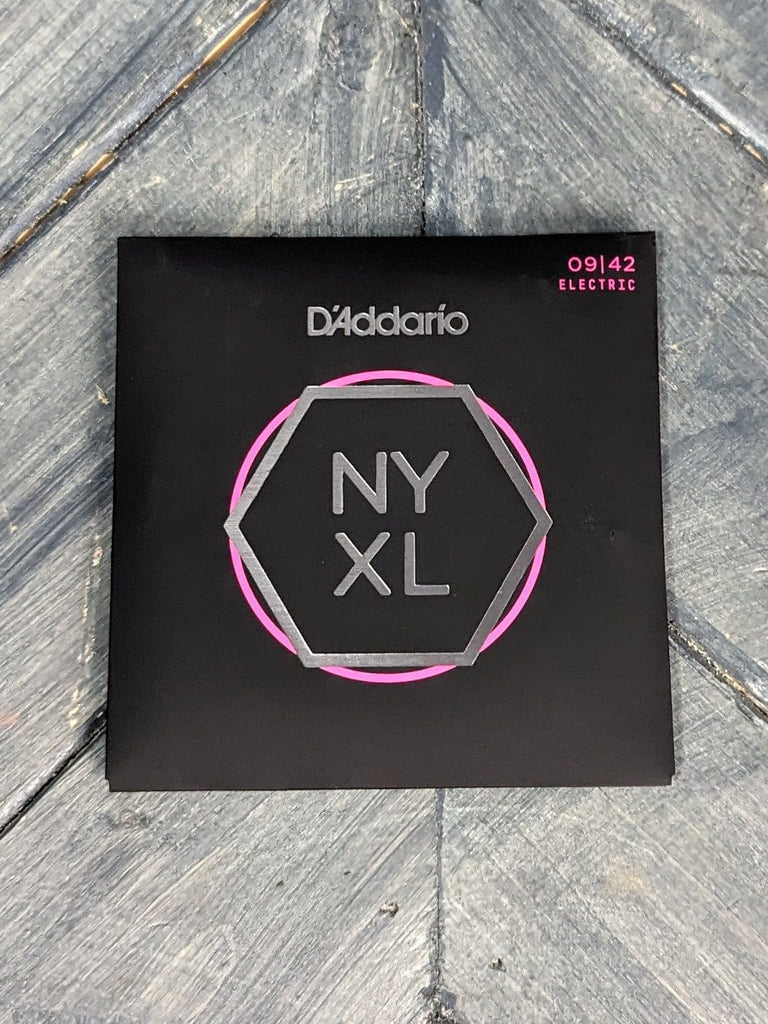 09|42
ELECTRIC
D'Addario
NY
XL